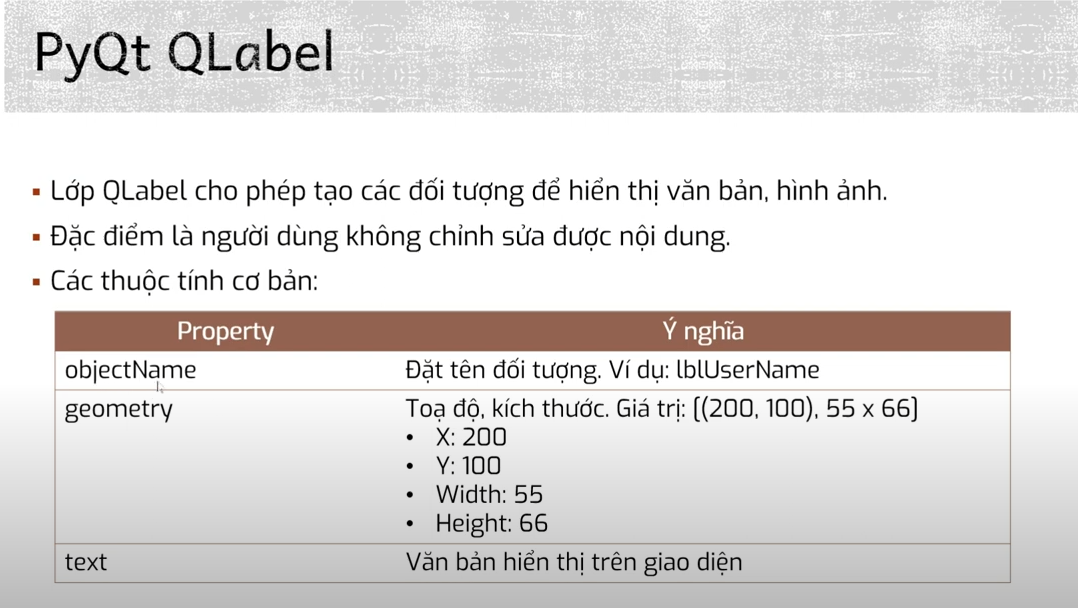 PyQt QLabel
▪ Lớp QLabel cho phép tạo các đối tượng để hiển thị văn bản, hình ảnh.
▪ Đặc điểm là người dùng không chỉnh sửa được nội dung.
▪ Các thuộc tính cơ bản:
Property Ý nghĩa
objectName Đặt tên đối tượng. Ví dụ: lblUserName
geometry Toạ độ, kích thước. Giá trị: [(200, 100), 55 x 66]
• X: 200
• Y: 100
• Width: 55
• Height: 66
text Văn bản hiển thị trên giao diện